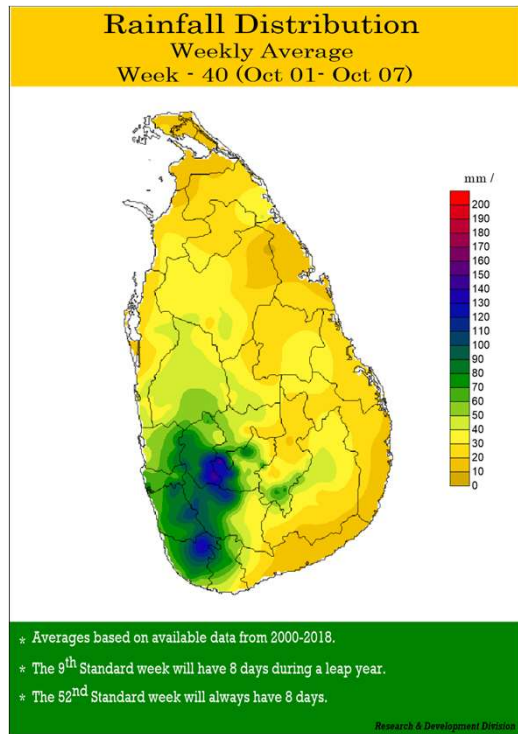 Rainfall Distribution
Weekly Average
Week - 40 (Oct 01- Oct 07)
mm /
200
190
180
170
160
150
140
130
120
110
100
90
80
70
60
50
40
30
20
10
0
* Averages based on available data from 2000-2018.
* The 9th Standard week will have 8 days during a leap year.
* The 52nd Standard week will always have 8 days.
Research & Development Division